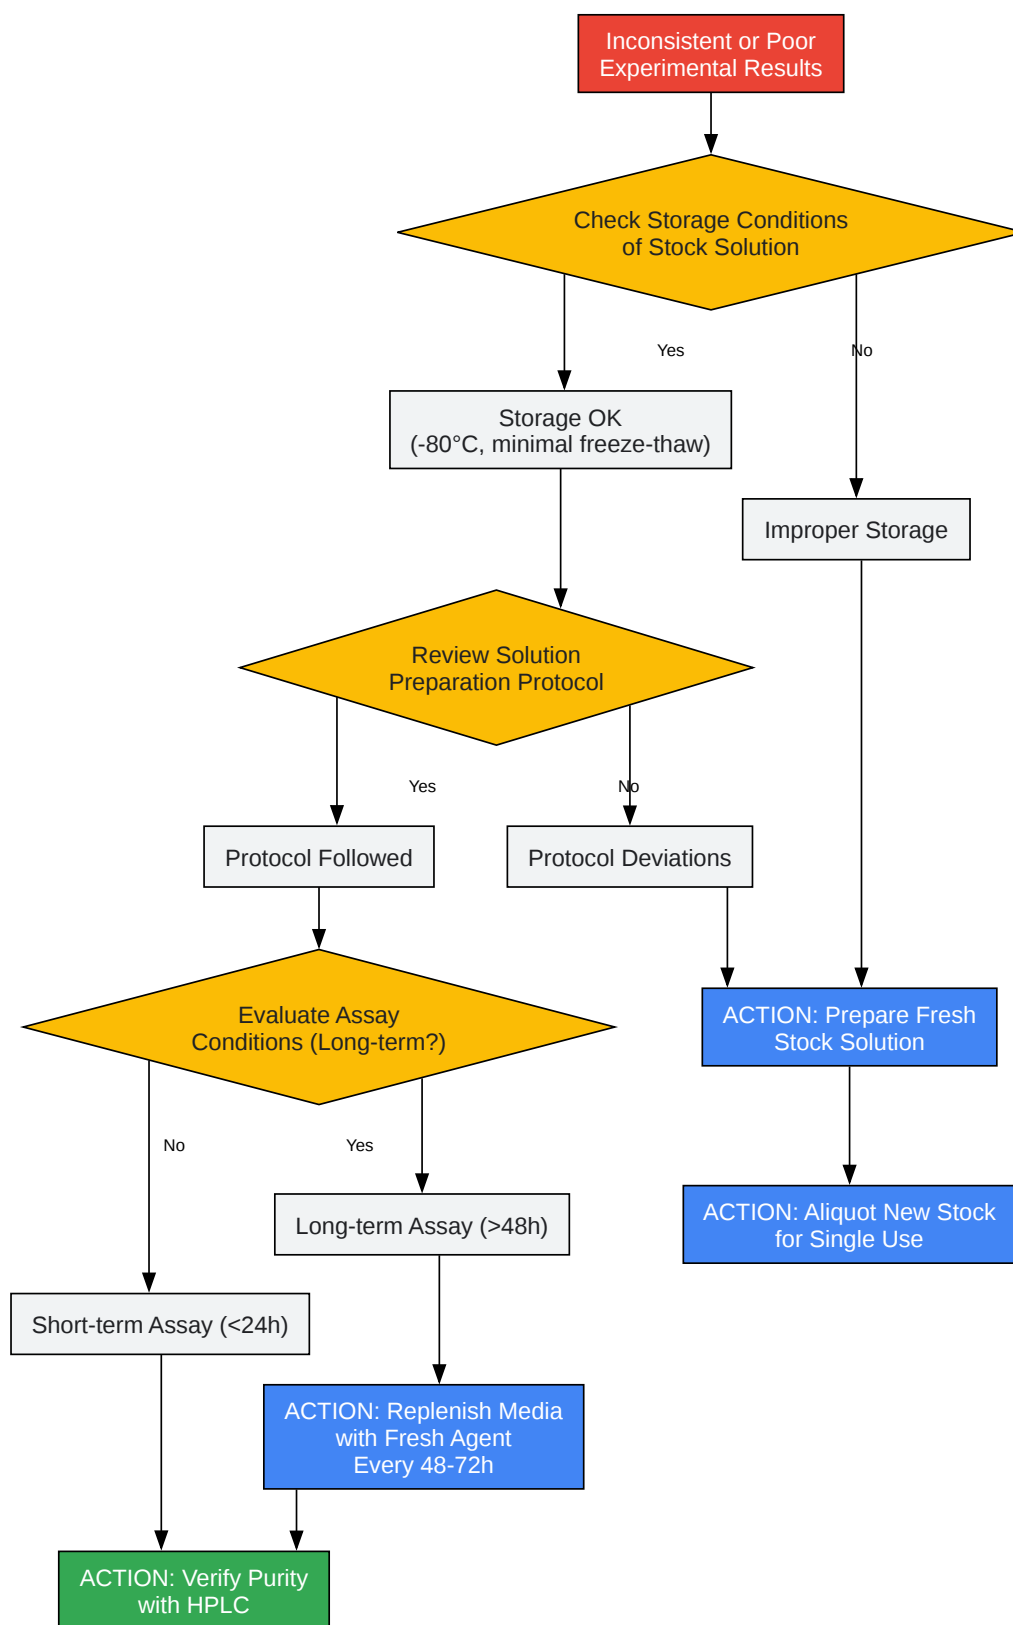 Inconsistent or Poor
Experimental Results
Check Storage Conditions
of Stock Solution
Yes
No
Storage OK
(-80°C, minimal freeze-thaw)
Improper Storage
Review Solution
Preparation Protocol
Yes
No
Protocol Followed
Protocol Deviations
Evaluate Assay
Conditions (Long-term?)
ACTION: Prepare Fresh
Stock Solution
No
Yes
Long-term Assay (>48h)
ACTION: Aliquot New Stock
for Single Use
Short-term Assay (<24h)
ACTION: Replenish Media
with Fresh Agent
Every 48-72h
ACTION: Verify Purity
with HPLC